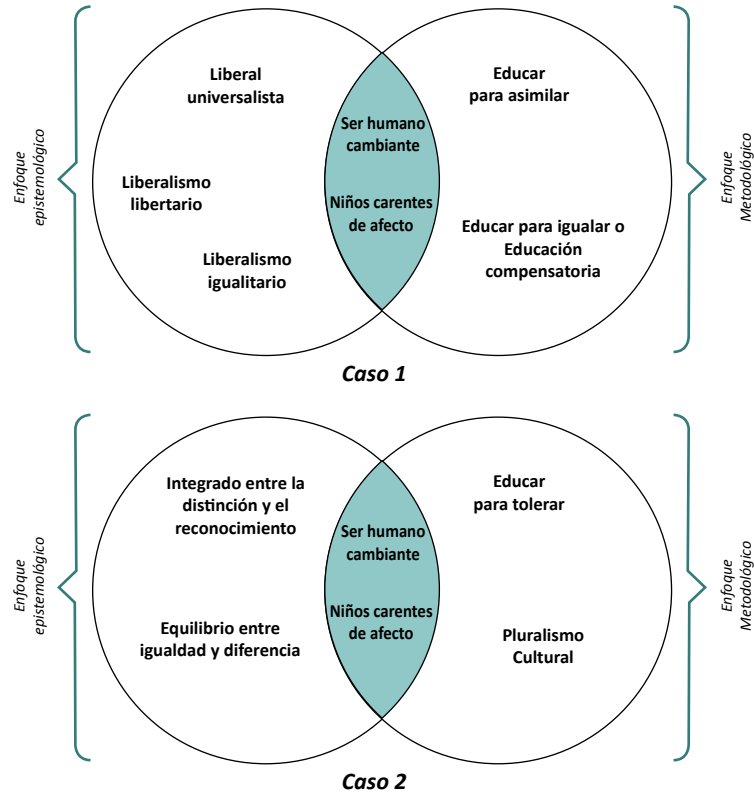 Enfoque
epistemológico
Liberal
universalista
Liberalismo
libertario
Liberalismo
igualitario
Ser humano
cambiante
Niños carentes
de afecto
Educar
para asimilar
Educar para igualar o
Educación
compensatoria
Enfoque
Metodológico
Caso 1
Enfoque
epistemológico
Integrado entre la
distinción y el
reconocimiento
Equilibrio entre
igualdad y diferencia
Ser humano
cambiante
Niños carentes
de afecto
Educar
para tolerar
Pluralismo
Cultural
Enfoque
Metodológico
Caso 2